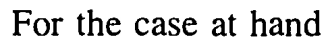 For the case at hand